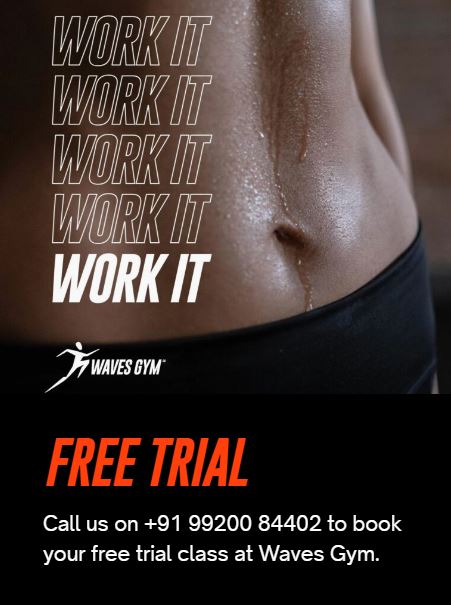 WORK IT
WORK IT
WORK IT
WORK IT
WORK IT
WAVES GYM™
FREE TRIAL
Call us on +91 99200 84402 to book
your free trial class at Waves Gym.